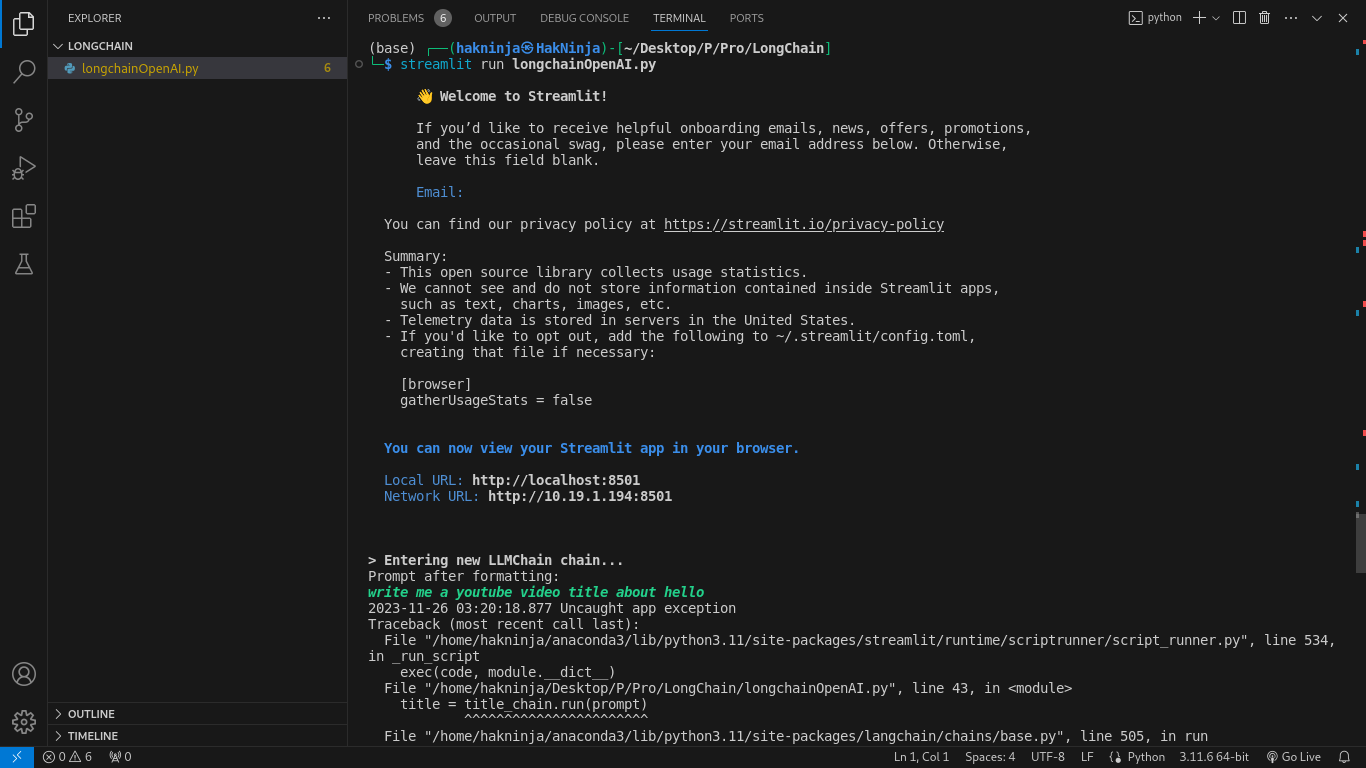 EXPLORER
LONGCHAIN
longchainOpenAI.py 6
OUTLINE
TIMELINE
PROBLEMS 6 OUTPUT DEBUG CONSOLE TERMINAL PORTS python
(base) ┌──(hakninja㉿HakNinja)-[~/Desktop/P/Pro/LongChain]
└─$ streamlit run longchainOpenAI.py
👋 Welcome to Streamlit!
If you’d like to receive helpful onboarding emails, news, offers, promotions,
and the occasional swag, please enter your email address below. Otherwise,
leave this field blank.
Email:
You can find our privacy policy at https://streamlit.io/privacy-policy
Summary:
- This open source library collects usage statistics.
- We cannot see and do not store information contained inside Streamlit apps,
such as text, charts, images, etc.
- Telemetry data is stored in servers in the United States.
- If you'd like to opt out, add the following to ~/.streamlit/config.toml,
creating that file if necessary:
[browser]
gatherUsageStats = false
You can now view your Streamlit app in your browser.
Local URL: http://localhost:8501
Network URL: http://10.19.1.194:8501
> Entering new LLMChain chain...
Prompt after formatting:
write me a youtube video title about hello
2023-11-26 03:20:18.877 Uncaught app exception
Traceback (most recent call last):
File "/home/hakninja/anaconda3/lib/python3.11/site-packages/streamlit/runtime/scriptrunner/script_runner.py", line 534,
in _run_script
exec(code, module.__dict__)
File "/home/hakninja/Desktop/P/Pro/LongChain/longchainOpenAI.py", line 43, in <module>
title = title_chain.run(prompt)
^^^^^^^^^^^^^^^^^^^^^^^
File "/home/hakninja/anaconda3/lib/python3.11/site-packages/langchain/chains/base.py", line 505, in run
0 6 0 Ln 1, Col 1 Spaces: 4 UTF-8 LF Python 3.11.6 64-bit Go Live